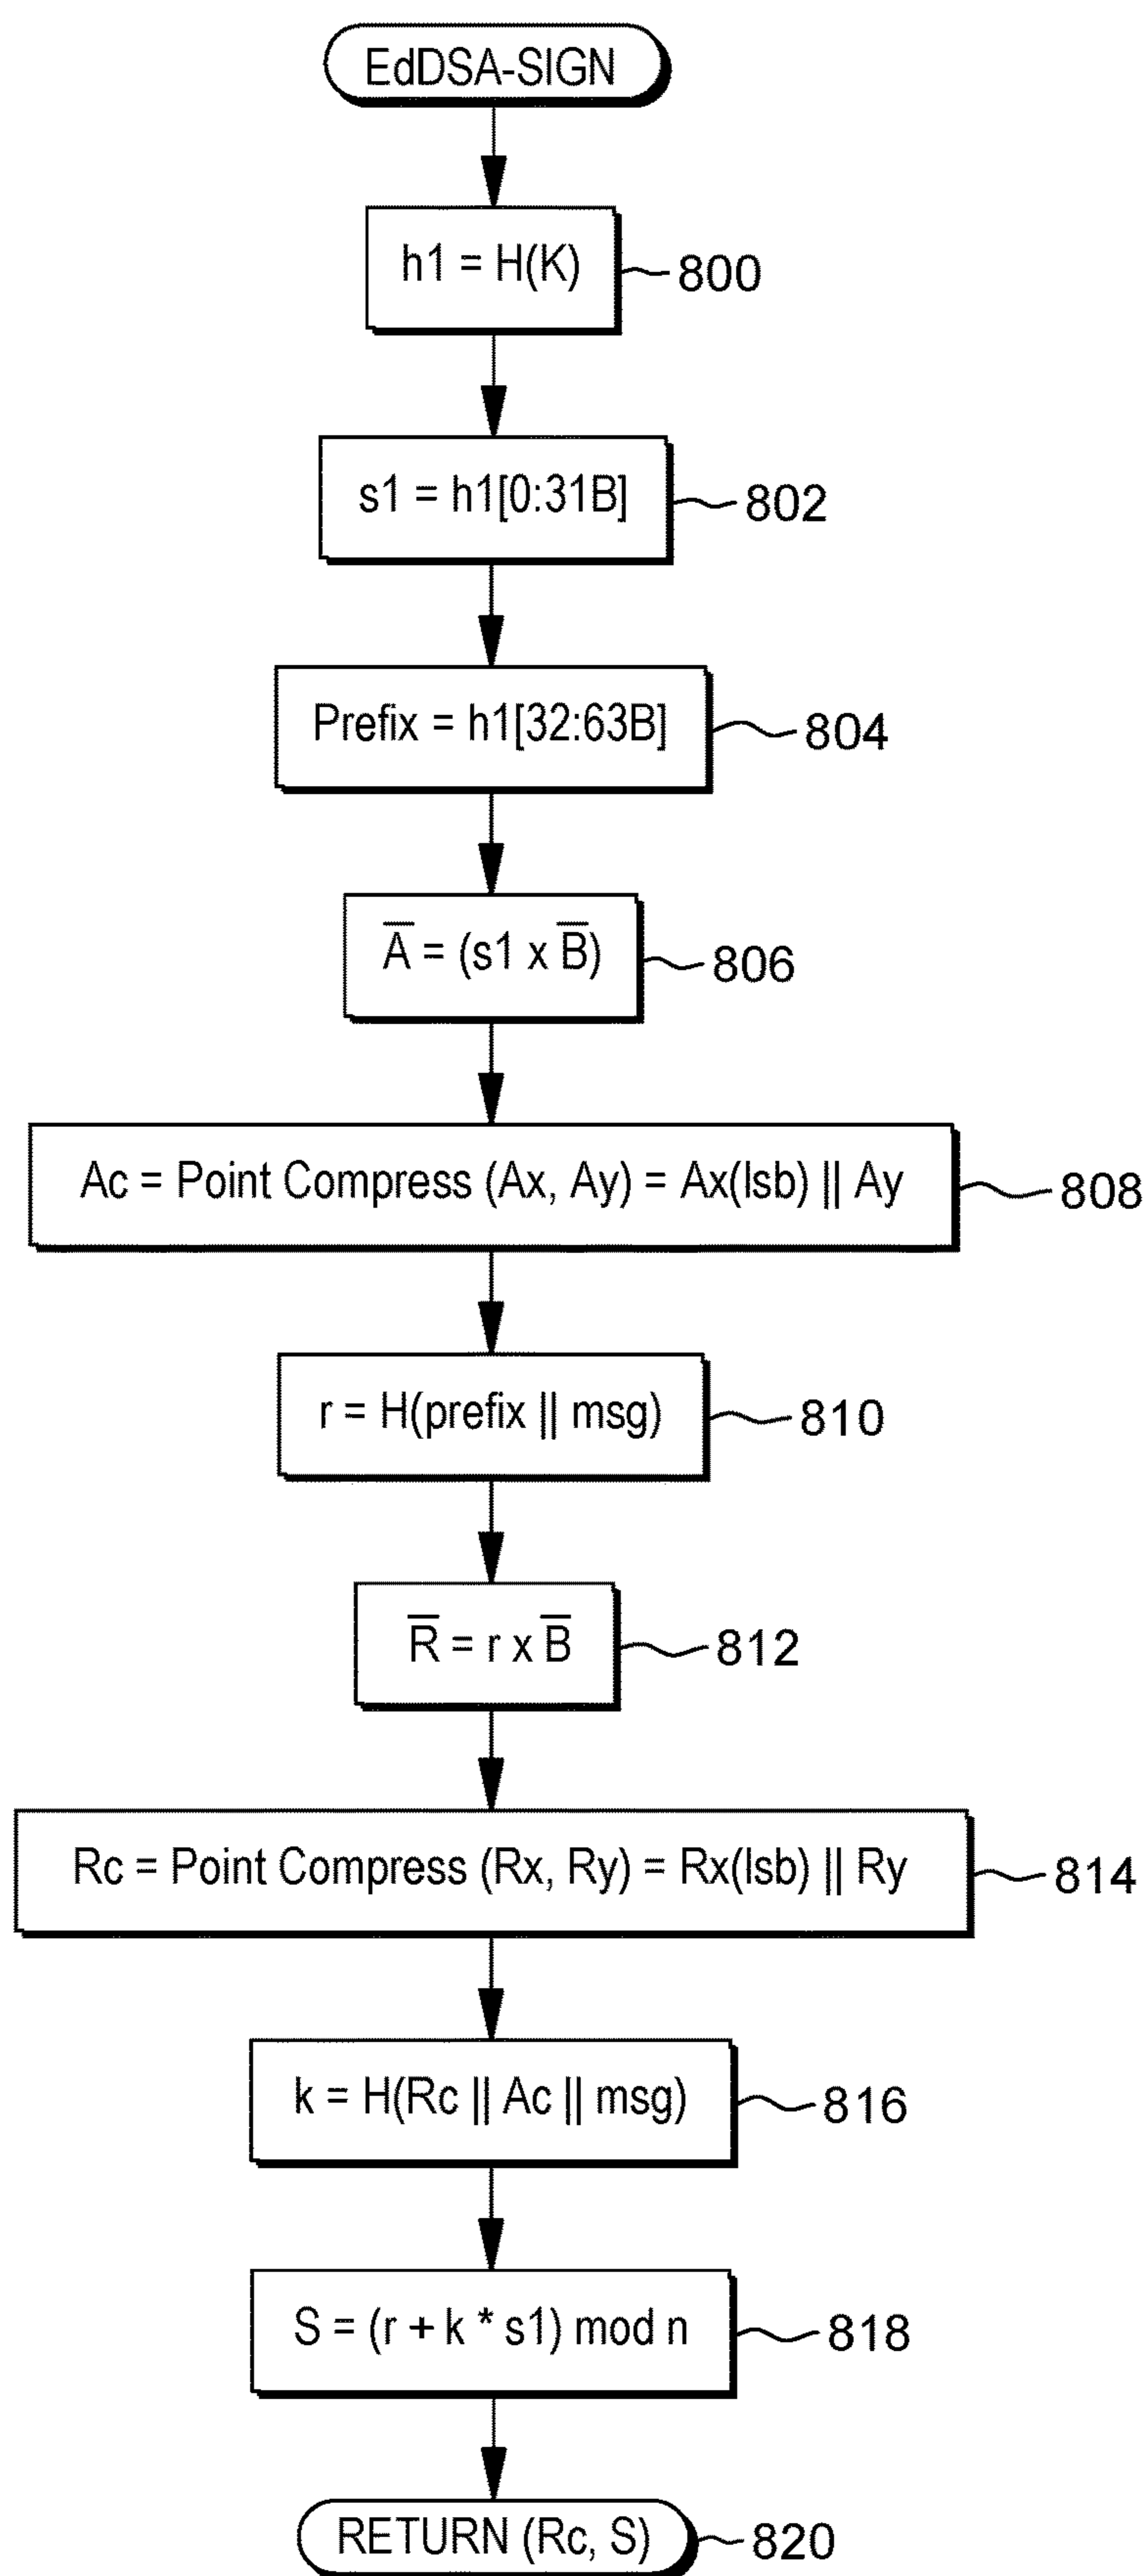 EdDSA-SIGN
h1 = H(K)
800
s1 = h1[0:31B]
802
Prefix = h1[32:63B]
804
A̅ = (s1 x B̅)
806
Ac = Point Compress (Ax, Ay) = Ax(lsb) || Ay
808
r = H(prefix || msg)
810
R̅ = r x B̅
812
Rc = Point Compress (Rx, Ry) = Rx(lsb) || Ry
814
k = H(Rc || Ac || msg)
816
S = (r + k * s1) mod n
818
RETURN (Rc, S)
820